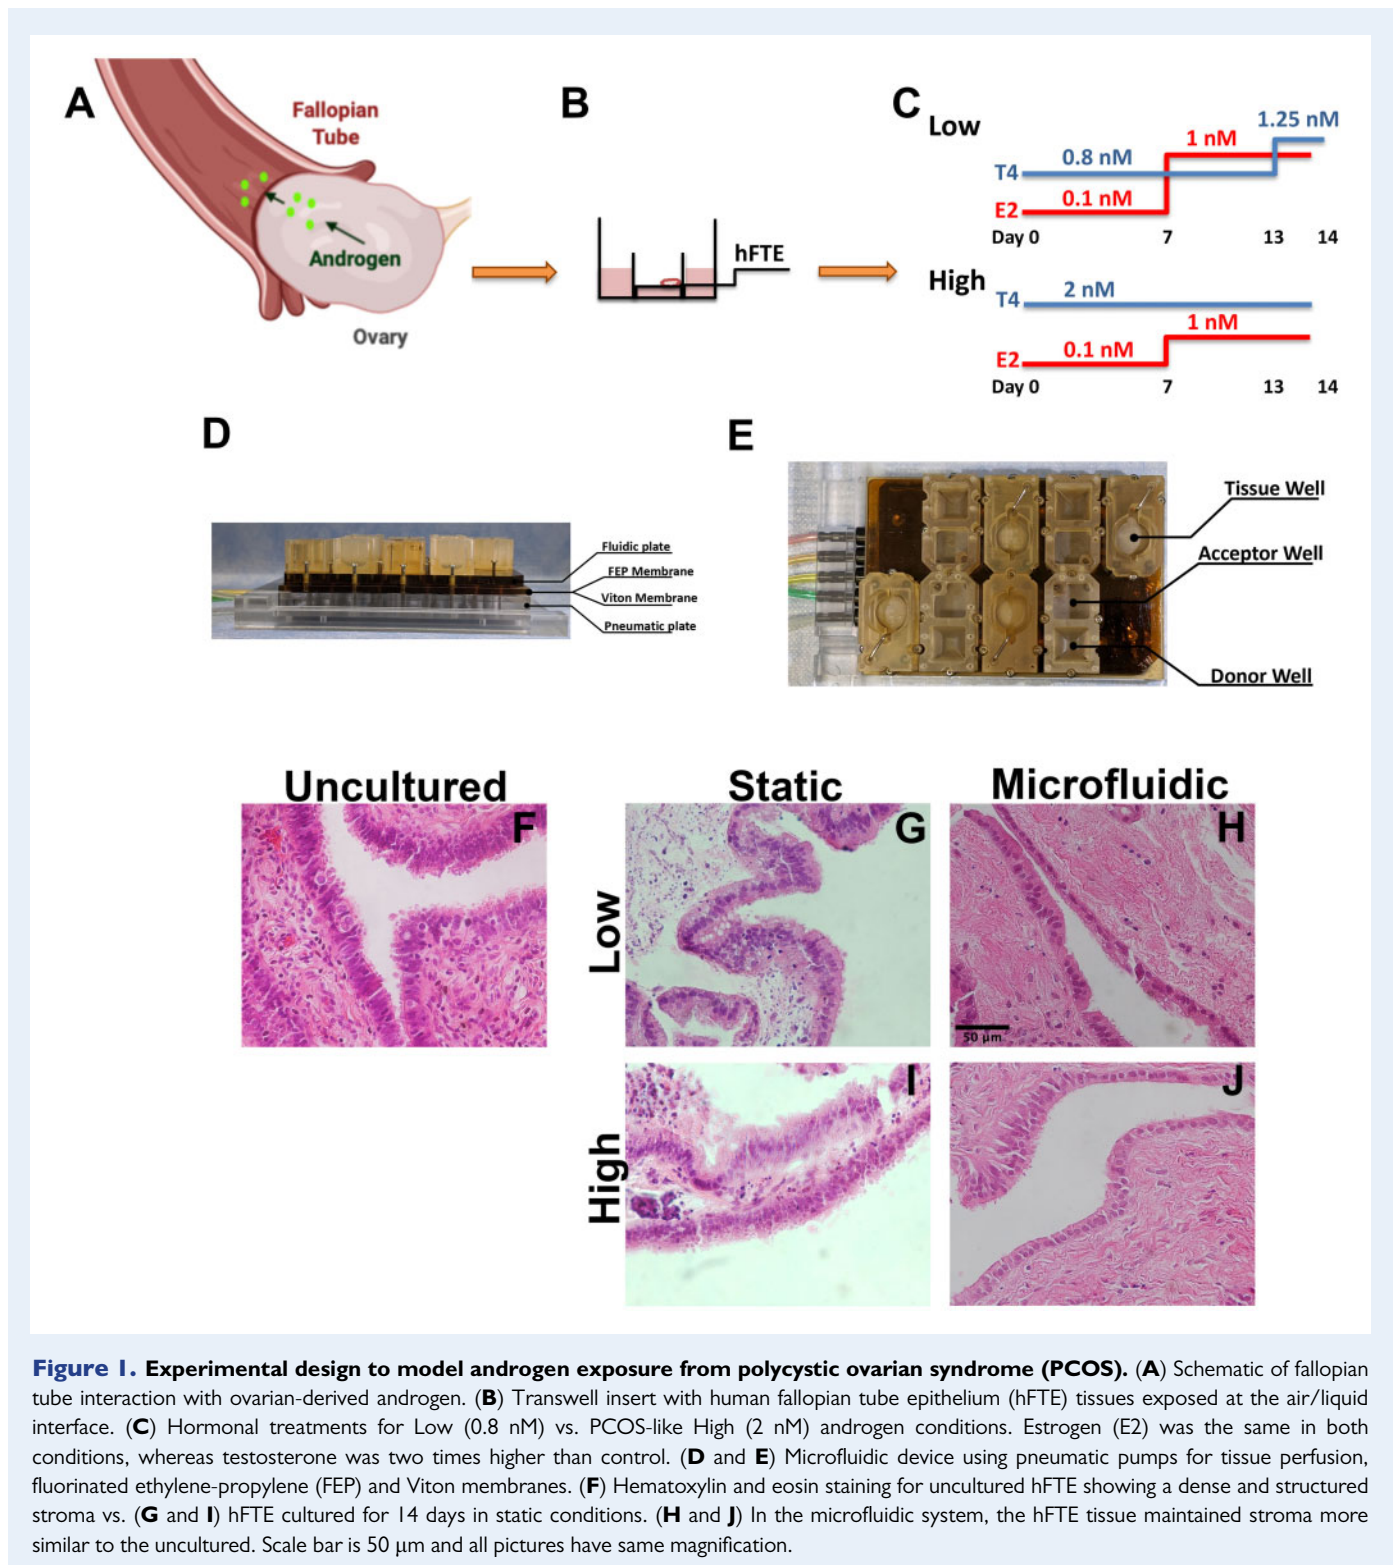 A
Fallopian
Tube
Androgen
Ovary
B
hFTE
C
Low
1.25 nM
1 nM
0.8 nM
T4
0.1 nM
E2
Day 0 7 13 14
High
2 nM
T4
1 nM
0.1 nM
E2
Day 0 7 13 14
D
Fluidic plate
FEP Membrane
Viton Membrane
Pneumatic plate
E
Tissue Well
Acceptor Well
Donor Well
Uncultured
Static
Microfluidic
F
G
H
Low
50 µm
I
J
High
Figure 1. Experimental design to model androgen exposure from polycystic ovarian syndrome (PCOS). (A) Schematic of fallopian
tube interaction with ovarian-derived androgen. (B) Transwell insert with human fallopian tube epithelium (hFTE) tissues exposed at the air/liquid
interface. (C) Hormonal treatments for Low (0.8 nM) vs. PCOS-like High (2 nM) androgen conditions. Estrogen (E2) was the same in both
conditions, whereas testosterone was two times higher than control. (D and E) Microfluidic device using pneumatic pumps for tissue perfusion,
fluorinated ethylene-propylene (FEP) and Viton membranes. (F) Hematoxylin and eosin staining for uncultured hFTE showing a dense and structured
stroma vs. (G and I) hFTE cultured for 14 days in static conditions. (H and J) In the microfluidic system, the hFTE tissue maintained stroma more
similar to the uncultured. Scale bar is 50 µm and all pictures have same magnification.